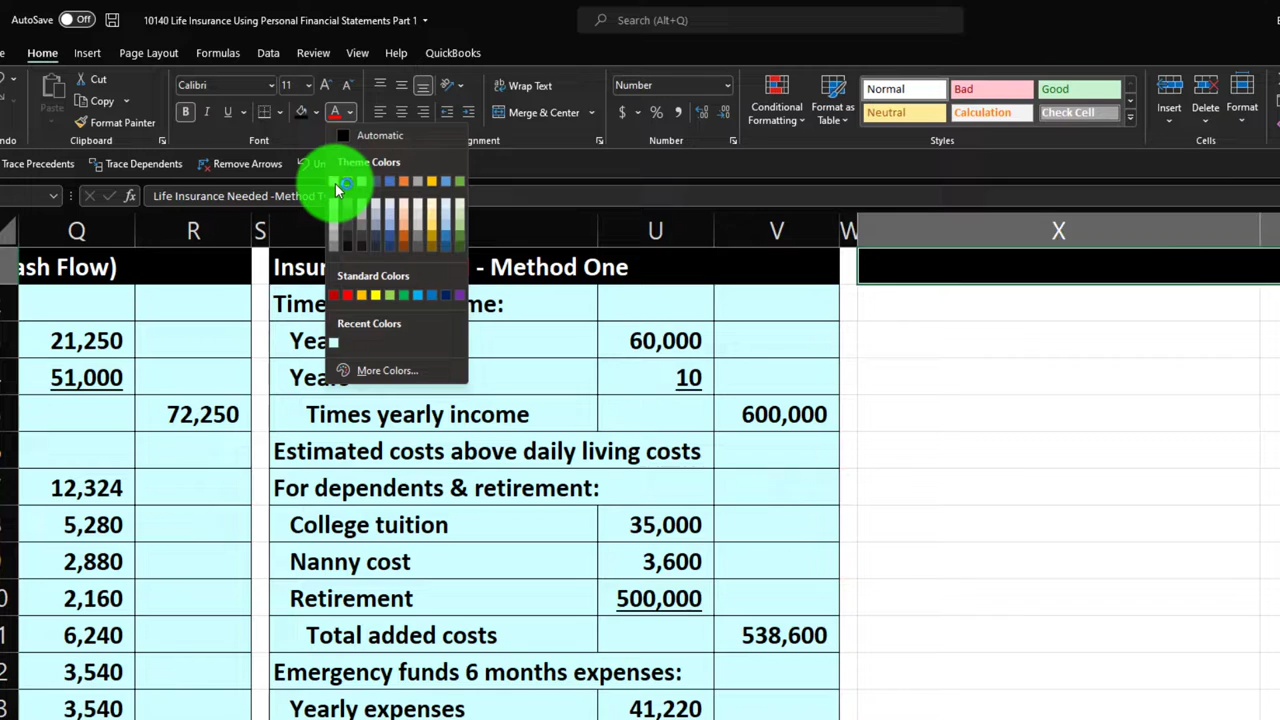 AutoSave Off 10140 Life Insurance Using Personal Financial Statements Part 1 Search (Alt+Q)
Home Insert Page Layout Formulas Data Review View Help QuickBooks
Cut
Copy
Format Painter
Paste
Clipboard
Calibri 11
B I U
Font
Wrap Text
Merge & Center
Alignment
Number
$ %
Number
Conditional Formatting
Format as Table
Normal Bad Good
Neutral Calculation Check Cell
Styles
Insert Delete Format
Cells
Trace Precedents Trace Dependents Remove Arrows Un
Automatic
Theme Colors
Standard Colors
Recent Colors
More Colors...
fx Life Insurance Needed -Method T
Q R S U V W X
ash Flow) Insur - Method One
Time me:
21,250 Yea 60,000
51,000 Years 10
72,250 Times yearly income 600,000
Estimated costs above daily living costs
12,324 For dependents & retirement:
5,280 College tuition 35,000
2,880 Nanny cost 3,600
2,160 Retirement 500,000
6,240 Total added costs 538,600
3,540 Emergency funds 6 months expenses:
3,540 Yearly expenses 41,220